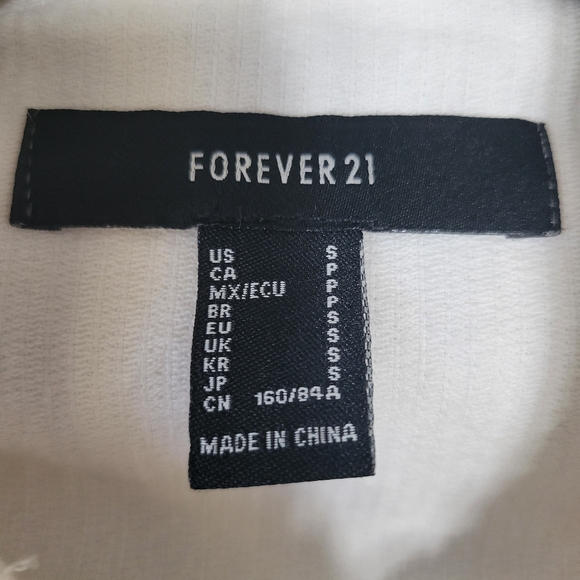 FOREVER 21
US S
CA P
MX/ECU P
BR P
EU S
UK S
KR S
JP S
CN 160/84A
MADE IN CHINA